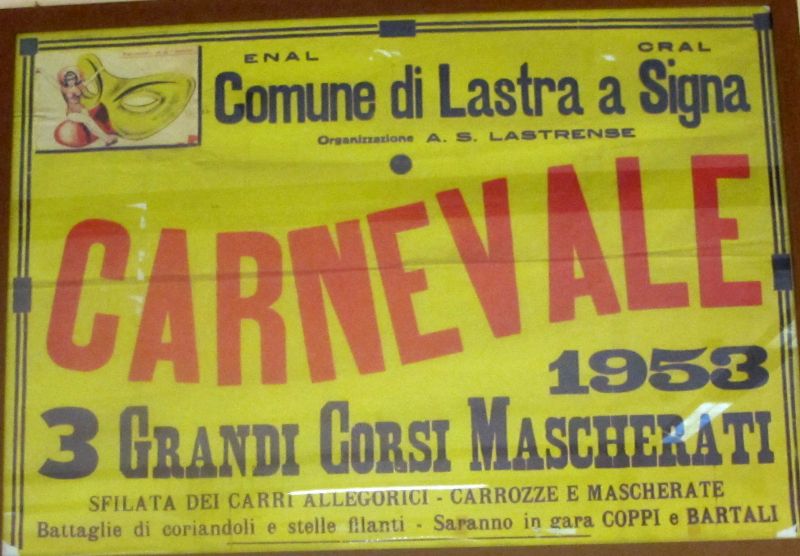 ENAL CRAL
Comune di Lastra a Signa
Organizzazione A. S. LASTRENSE
CARNEVALE
1953
3 GRANDI CORSI MASCHERATI
SFILATA DEI CARRI ALLEGORICI - CARROZZE E MASCHERATE
Battaglie di coriandoli e stelle filanti - Saranno in gara COPPI e BARTALI